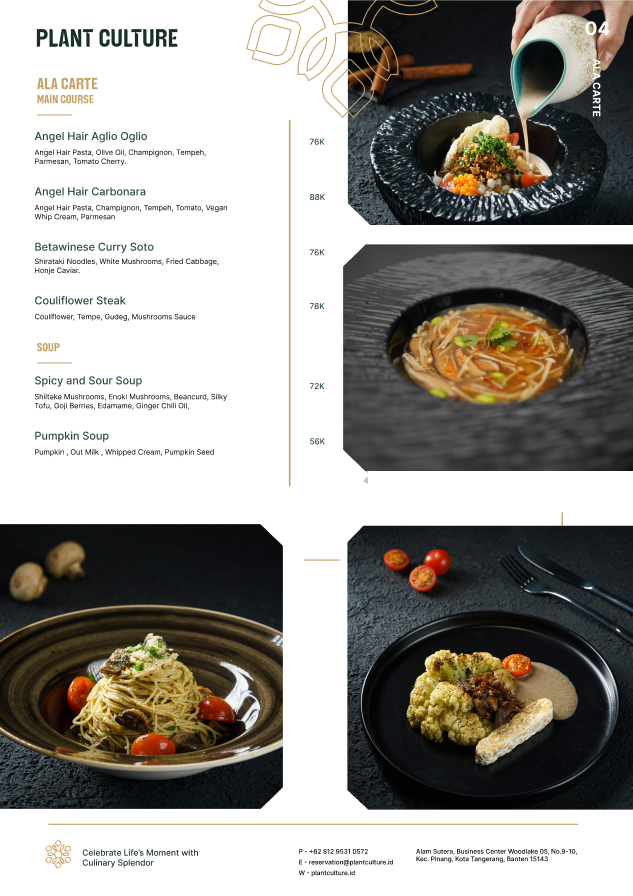 PLANT CULTURE
04
ALA CARTE
ALA CARTE
MAIN COURSE
Angel Hair Aglio Oglio
76K
Angel Hair Pasta, Olive Oil, Champignon, Tempeh,
Parmesan, Tomato Cherry.
Angel Hair Carbonara
88K
Angel Hair Pasta, Champignon, Tempeh, Tomato, Vegan
Whip Cream, Parmesan
Betawinese Curry Soto
76K
Shirataki Noodles, White Mushrooms, Fried Cabbage,
Honje Caviar.
Couliflower Steak
78K
Couliflower, Tempe, Gudeg, Mushrooms Sauce
SOUP
Spicy and Sour Soup
72K
Shiitake Mushrooms, Enoki Mushrooms, Beancurd, Silky
Tofu, Goji Berries, Edamame, Ginger Chili Oil,
Pumpkin Soup
56K
Pumpkin , Out Milk , Whipped Cream, Pumpkin Seed
Celebrate Life's Moment with
Culinary Splendor
P - +62 812 9531 0572
E - reservation@plantculture.id
W - plantculture.id
Alam Sutera, Business Center Woodlake 05, No.9-10,
Kec. Pinang, Kota Tangerang, Banten 15143